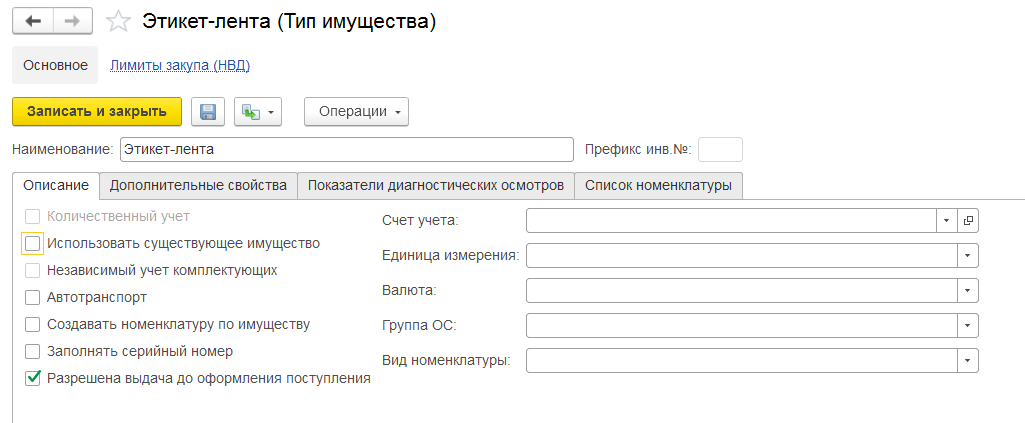 Этикет-лента (Тип имущества)
Основное Лимиты закупа (НВД)
Записать и закрыть Операции
Наименование: Этикет-лента Префикс инв.№:
Описание Дополнительные свойства Показатели диагностических осмотров Список номенклатуры
Количественный учет
Использовать существующее имущество
Независимый учет комплектующих
Автотранспорт
Создавать номенклатуру по имуществу
Заполнять серийный номер
Разрешена выдача до оформления поступления
Счет учета:
Единица измерения:
Валюта:
Группа ОС:
Вид номенклатуры: